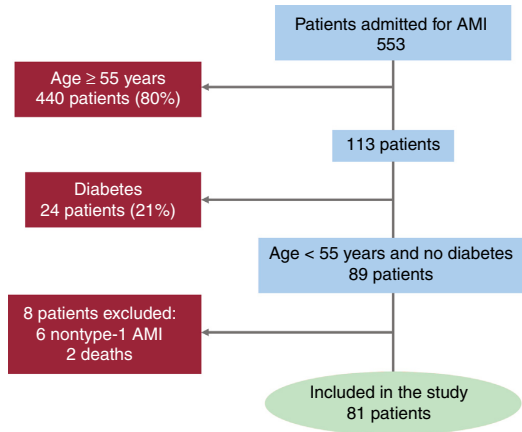 Patients admitted for AMI
553
Age ≥ 55 years
440 patients (80%)
113 patients
Diabetes
24 patients (21%)
Age < 55 years and no diabetes
89 patients
8 patients excluded:
6 nontype-1 AMI
2 deaths
Included in the study
81 patients